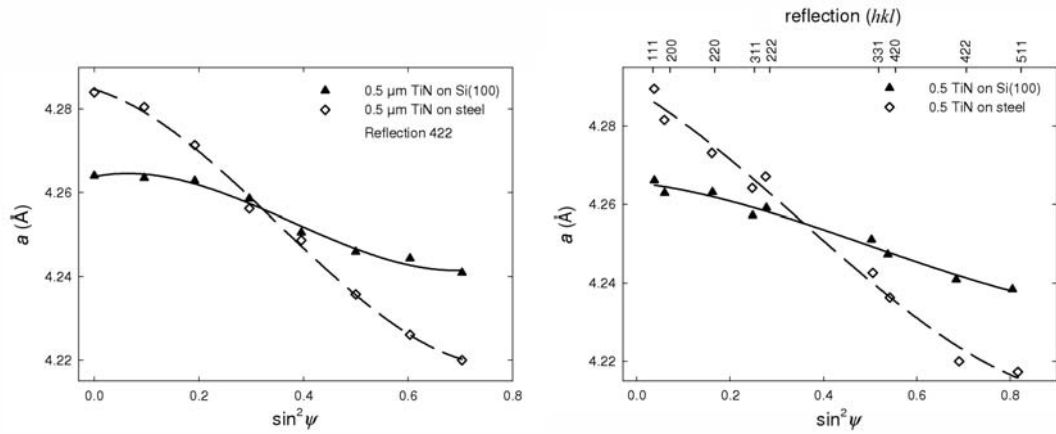 4.28
4.26
4.24
4.22
a (Å)
0.0 0.2 0.4 0.6 0.8
sin²ψ
▲ 0.5 µm TiN on Si(100)
◇ 0.5 µm TiN on steel
Reflection 422
reflection (hkl)
111 200 220 311 222 331 420 422 511
4.28
4.26
4.24
4.22
a (Å)
0.0 0.2 0.4 0.6 0.8
sin²ψ
▲ 0.5 TiN on Si(100)
◇ 0.5 TiN on steel